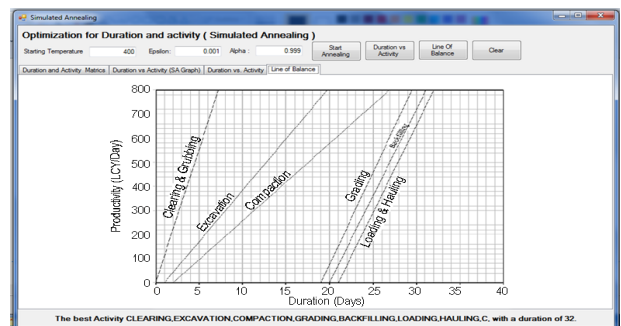 Simulated Annealing
Optimization for Duration and activity ( Simulated Annealing )
Starting Temperature 400 Epsilon: 0.001 Alpha : 0.999 Start Annealing Duration vs Activity Line Of Balance Clear
Duration and Activity Matrics Duration vs Activity (SA Graph) Duration vs. Activity Line of Balance
800
700
600
500
400
300
200
100
0
Productivity (LCY/Day)
Clearing & Grubbing
Excavation
Compaction
Grading
Backfilling
Loading & Hauling
0 5 10 15 20 25 30 35 40
Duration (Days)
The best Activity CLEARING,EXCAVATION,COMPACTION,GRADING,BACKFILLING,LOADING,HAULING,C, with a duration of 32.